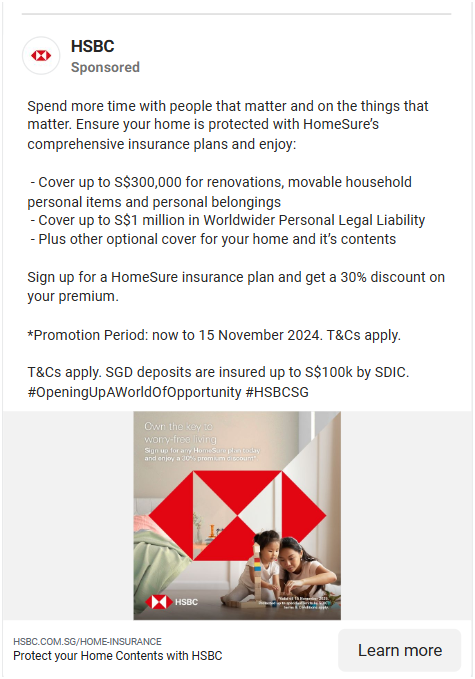 HSBC
Sponsored
Spend more time with people that matter and on the things that
matter. Ensure your home is protected with HomeSure's
comprehensive insurance plans and enjoy:
- Cover up to S$300,000 for renovations, movable household
personal items and personal belongings
- Cover up to S$1 million in Worldwider Personal Legal Liability
- Plus other optional cover for your home and it's contents
Sign up for a HomeSure insurance plan and get a 30% discount on
your premium.
*Promotion Period: now to 15 November 2024. T&Cs apply.
T&Cs apply. SGD deposits are insured up to S$100k by SDIC.
#OpeningUpAWorldOfOpportunity #HSBCSG
Own the key to
worry-free living
Sign up for any HomeSure plan today
and enjoy a 30% premium discount*
HSBC
HSBC.COM.SG/HOME-INSURANCE
Protect your Home Contents with HSBC
Learn more